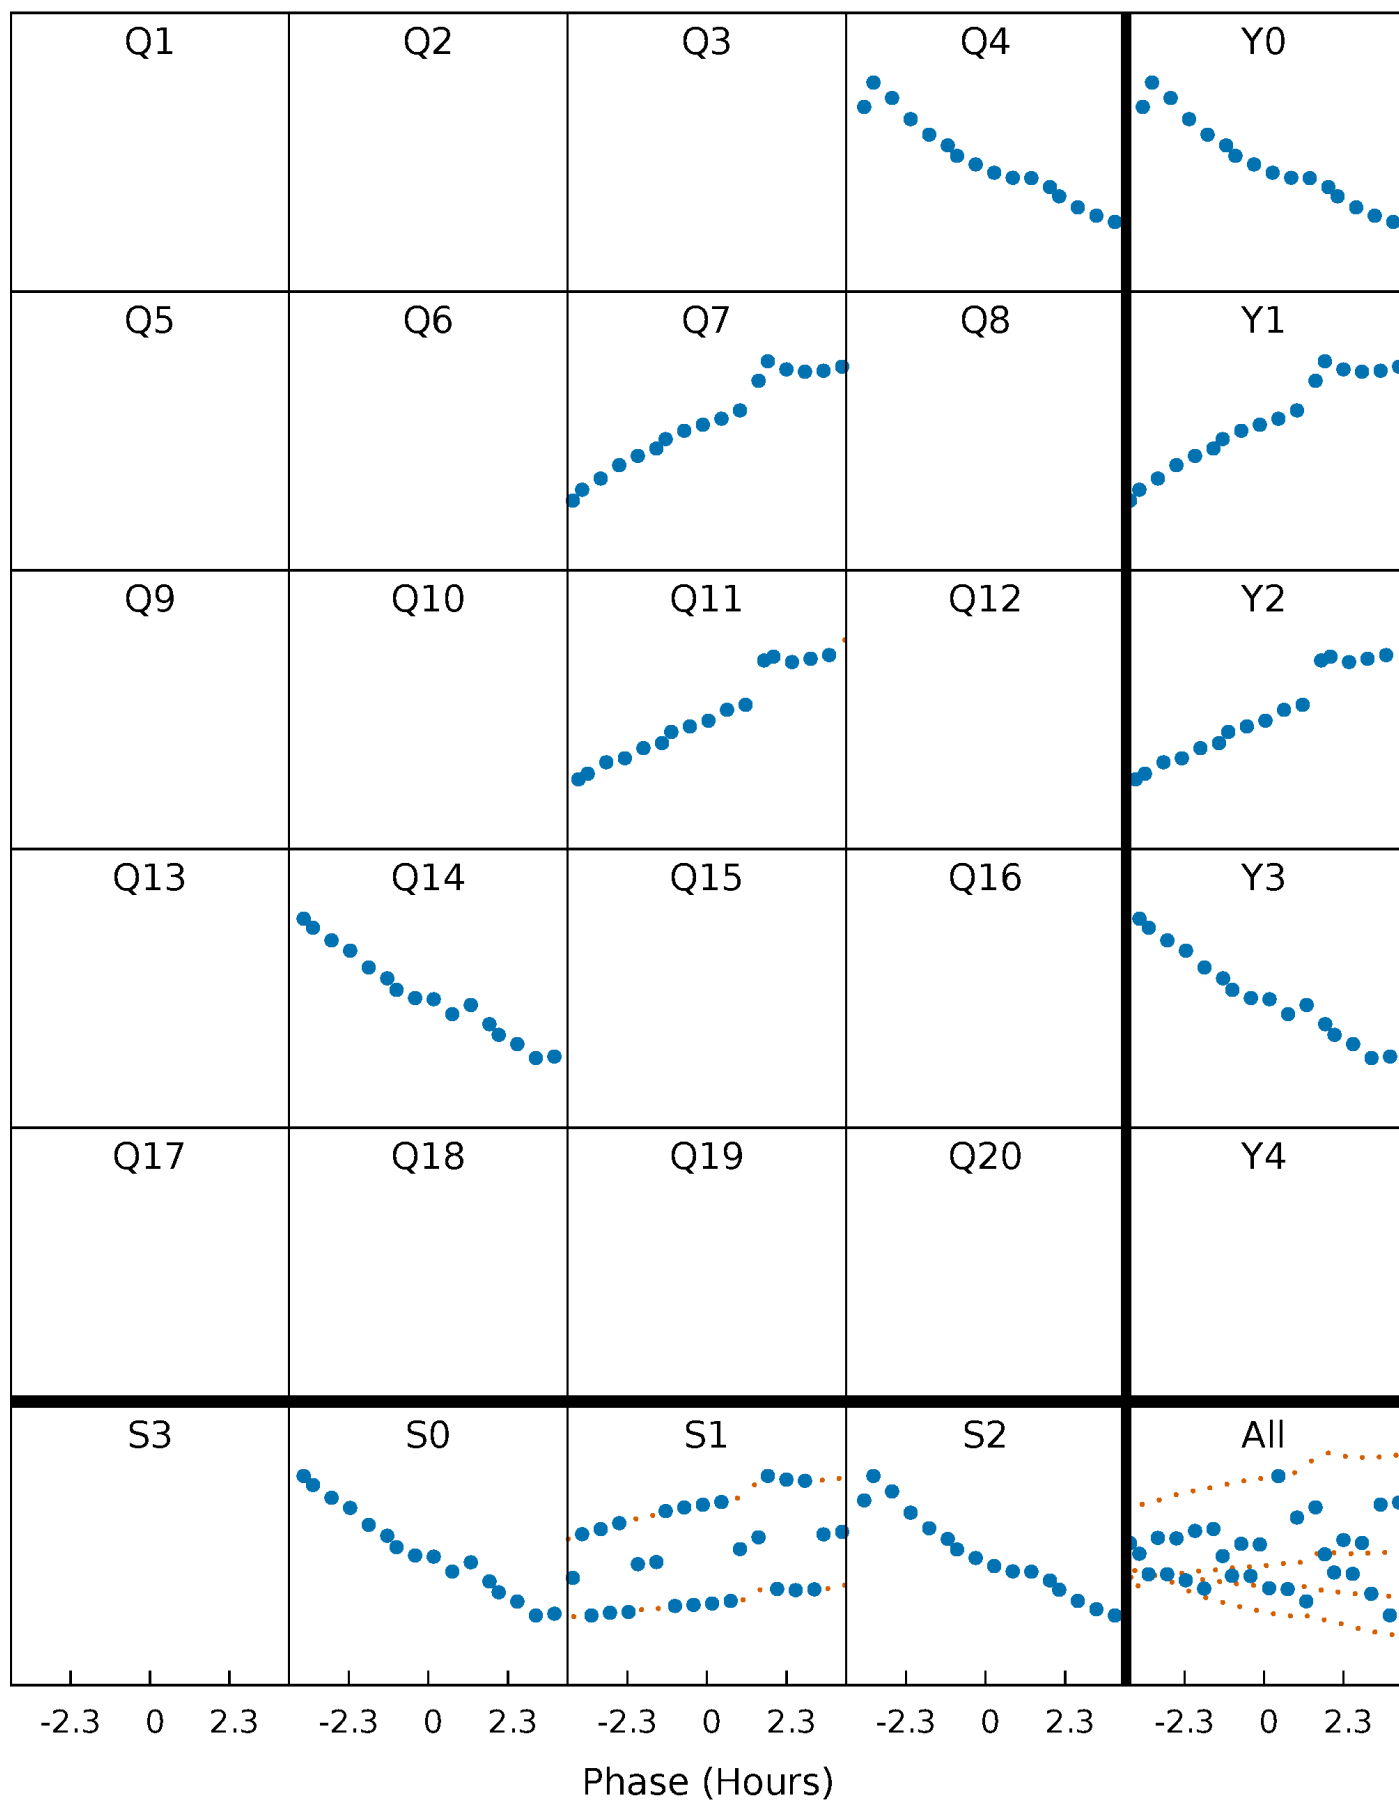 Q1 Q2 Q3 Q4 Y0
Q5 Q6 Q7 Q8 Y1
Q9 Q10 Q11 Q12 Y2
Q13 Q14 Q15 Q16 Y3
Q17 Q18 Q19 Q20 Y4
S3 S0 S1 S2 All
-2.3 0 2.3 -2.3 0 2.3 -2.3 0 2.3 -2.3 0 2.3 -2.3 0 2.3
Phase (Hours)